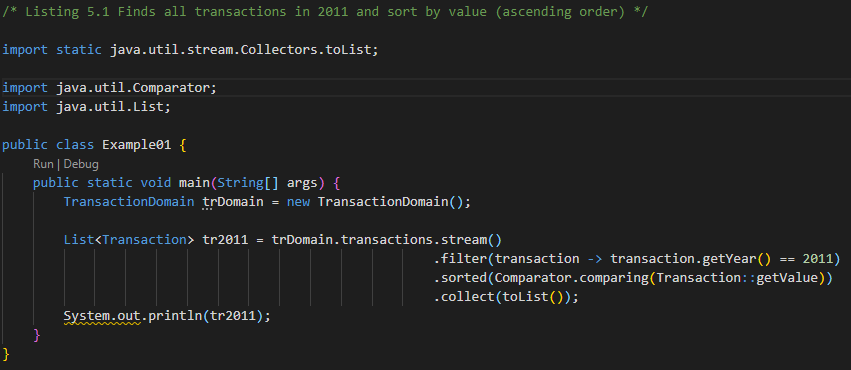 /* Listing 5.1 Finds all transactions in 2011 and sort by value (ascending order) */
import static java.util.stream.Collectors.toList;
import java.util.Comparator;
import java.util.List;
public class Example01 {
Run | Debug
public static void main(String[] args) {
TransactionDomain trDomain = new TransactionDomain();
List<Transaction> tr2011 = trDomain.transactions.stream()
.filter(transaction -> transaction.getYear() == 2011)
.sorted(Comparator.comparing(Transaction::getValue))
.collect(toList());
System.out.println(tr2011);
}
}